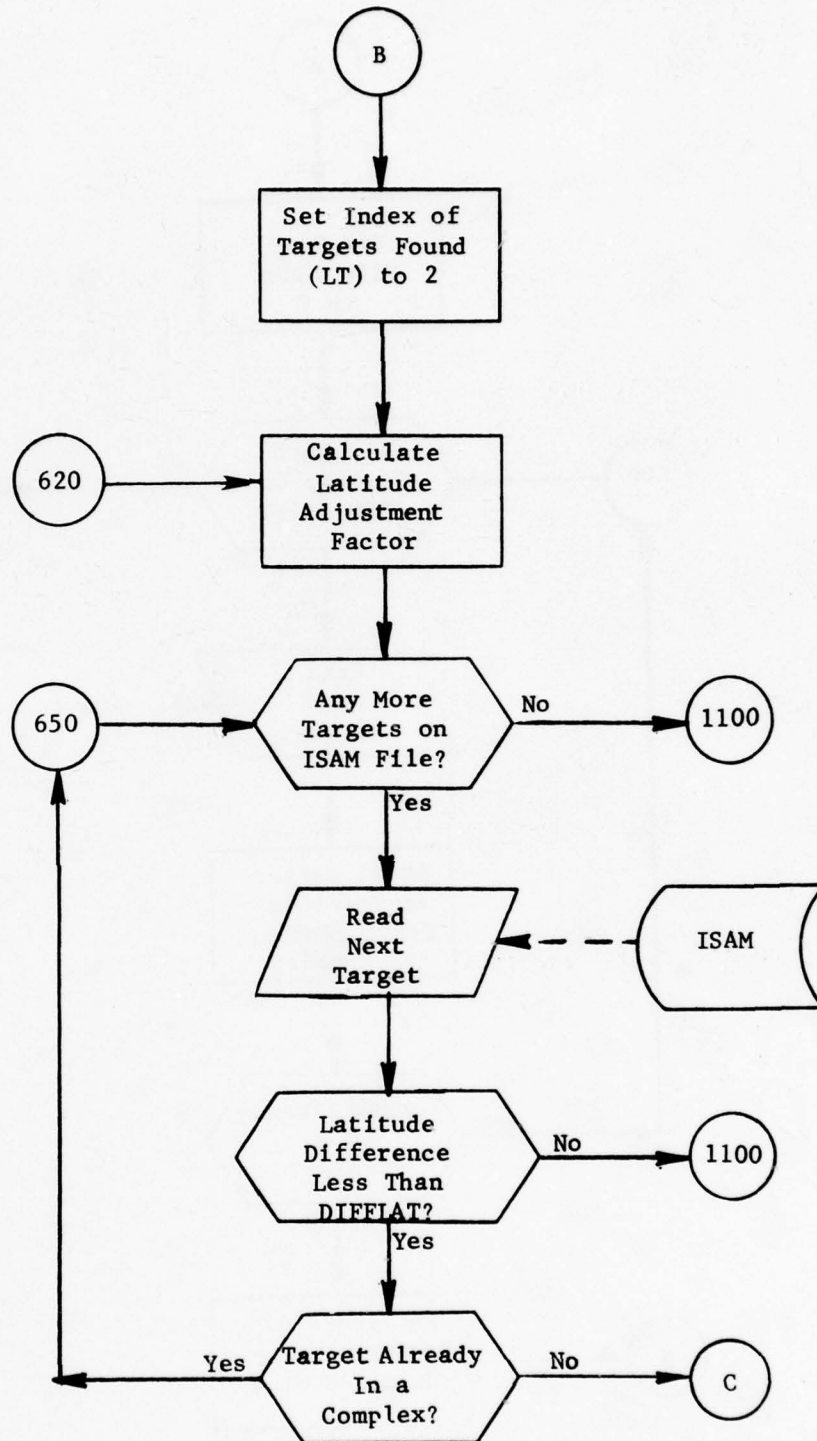 B
Set Index of
Targets Found
(LT) to 2
620
Calculate
Latitude
Adjustment
Factor
650
Any More
Targets on
ISAM File?
No
1100
Yes
Read
Next
Target
ISAM
Latitude
Difference
Less Than
DIFFLAT?
No
1100
Yes
Yes
Target Already
In a
Complex?
No
C